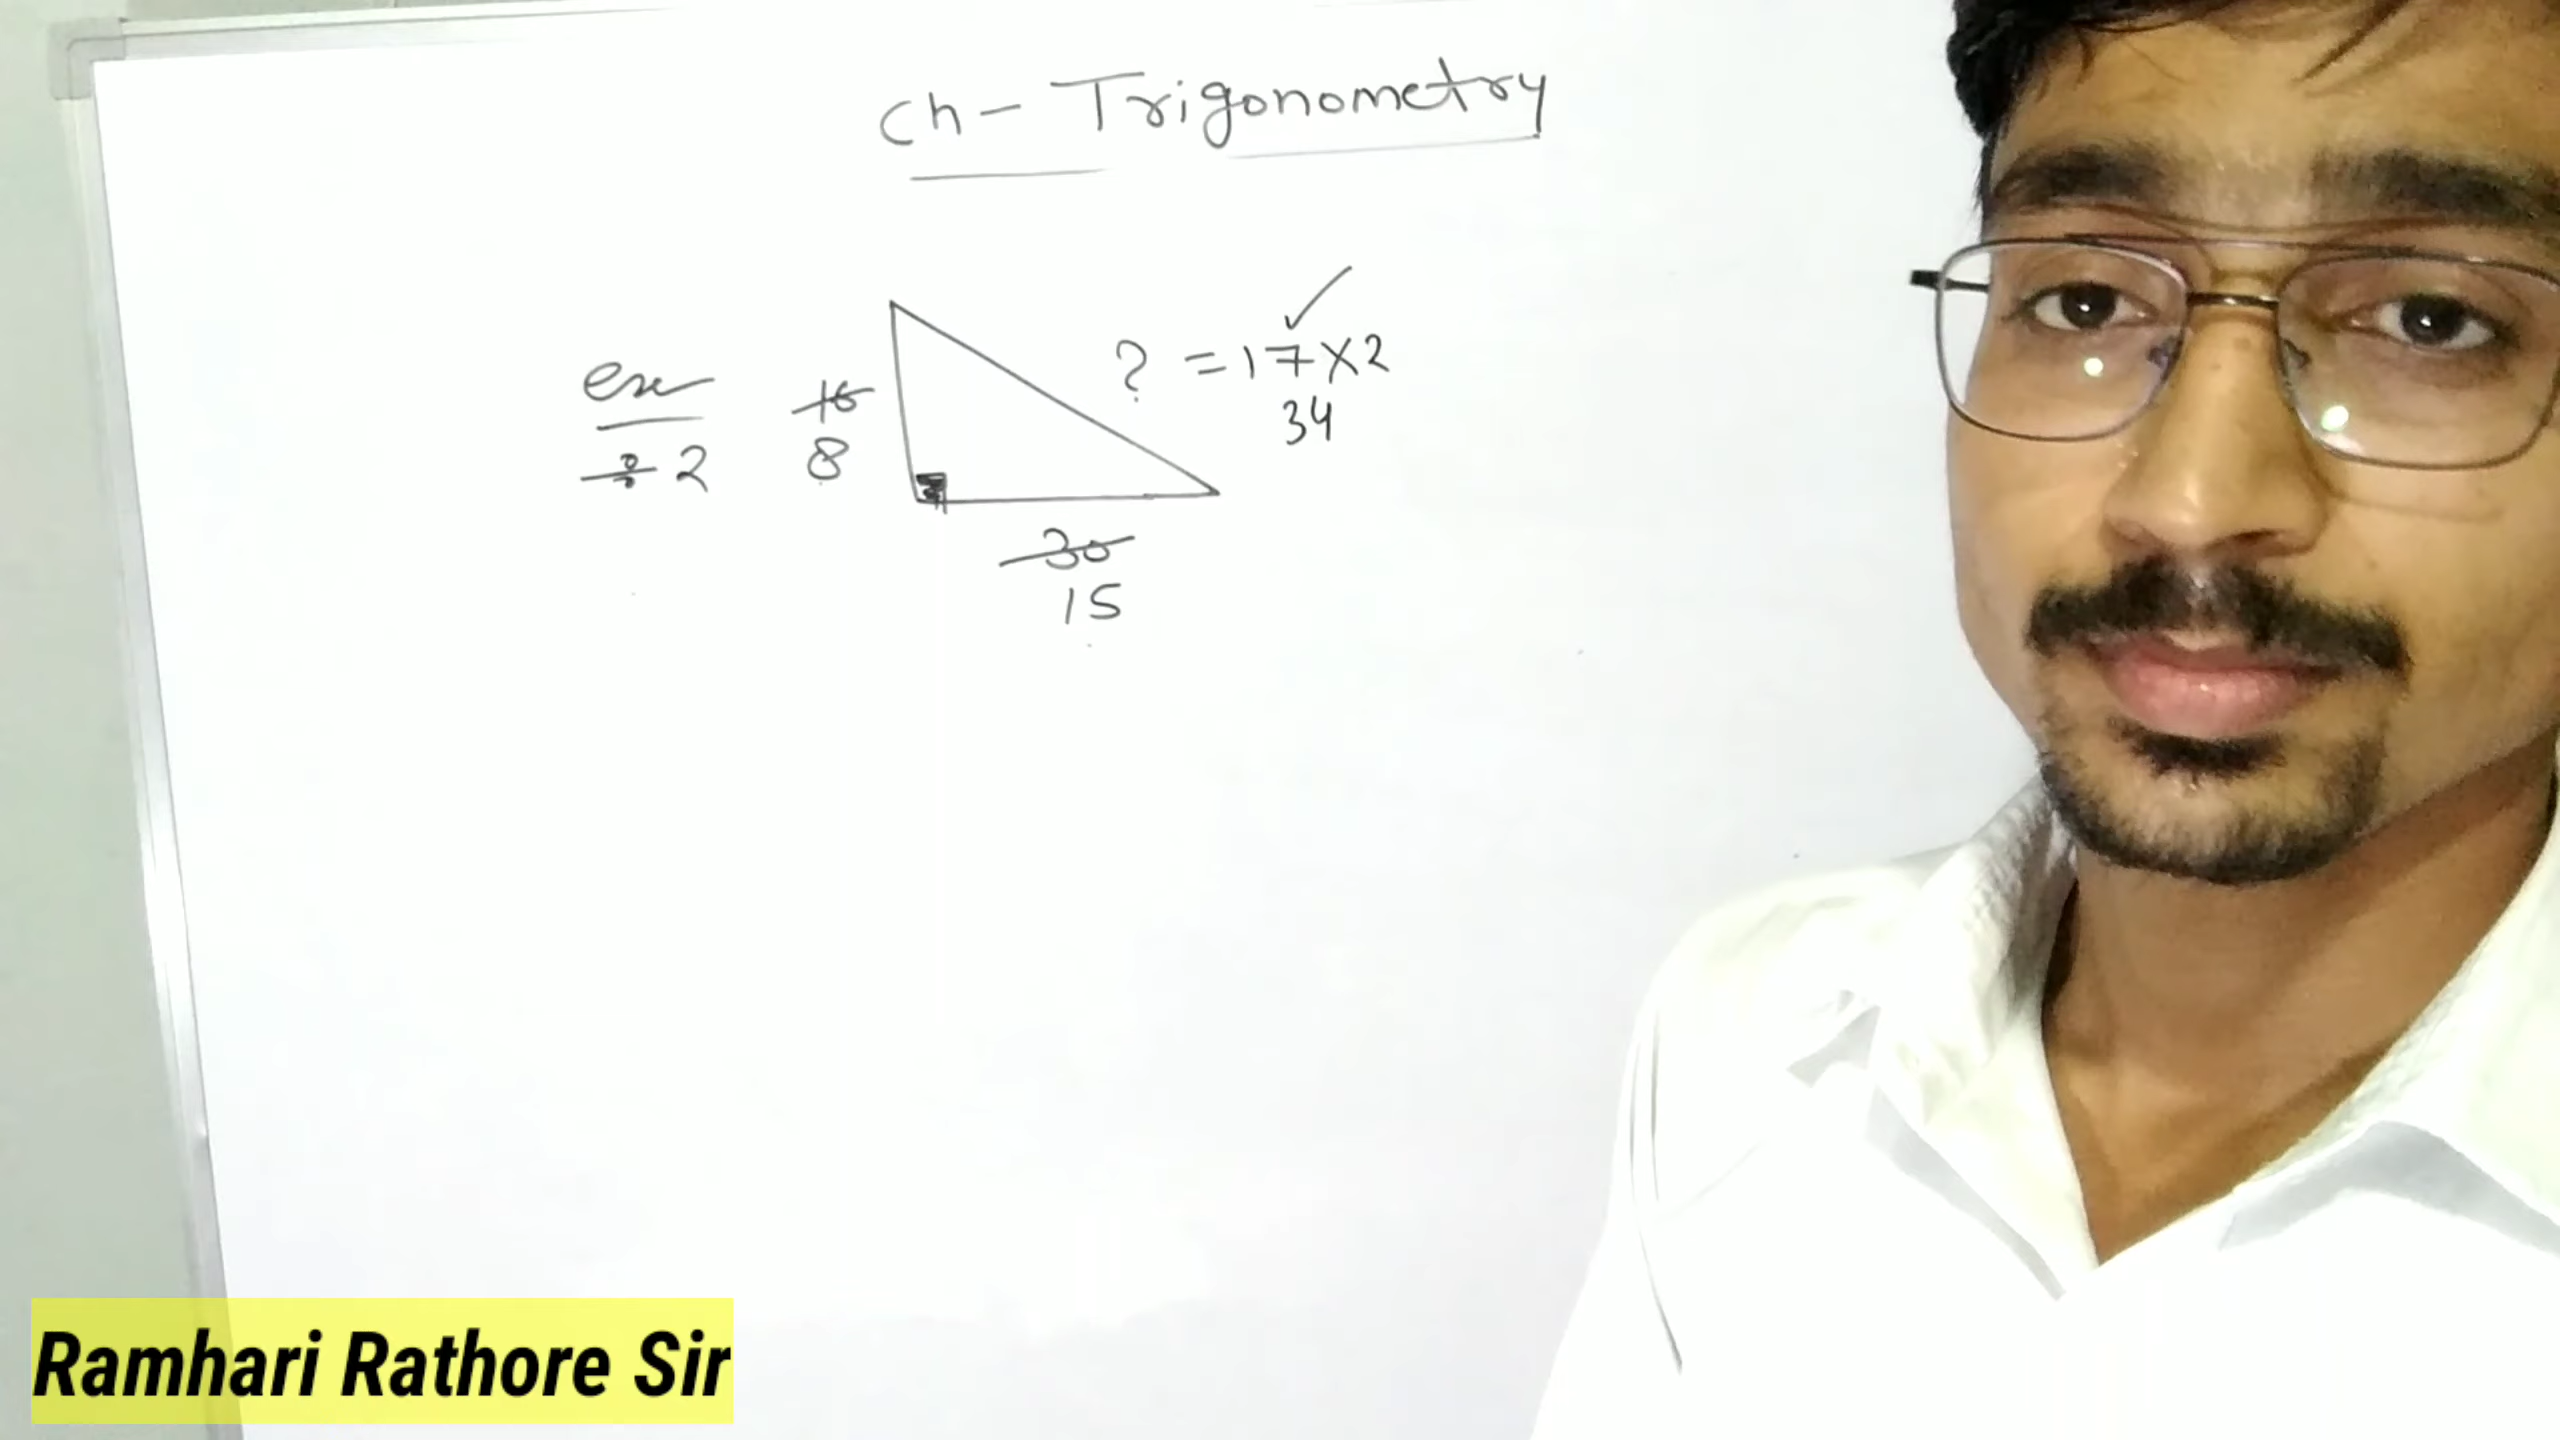 Ch - Trigonometry
ex
÷ 2
16
8
? = 17 x 2
34
30
15
Ramhari Rathore Sir